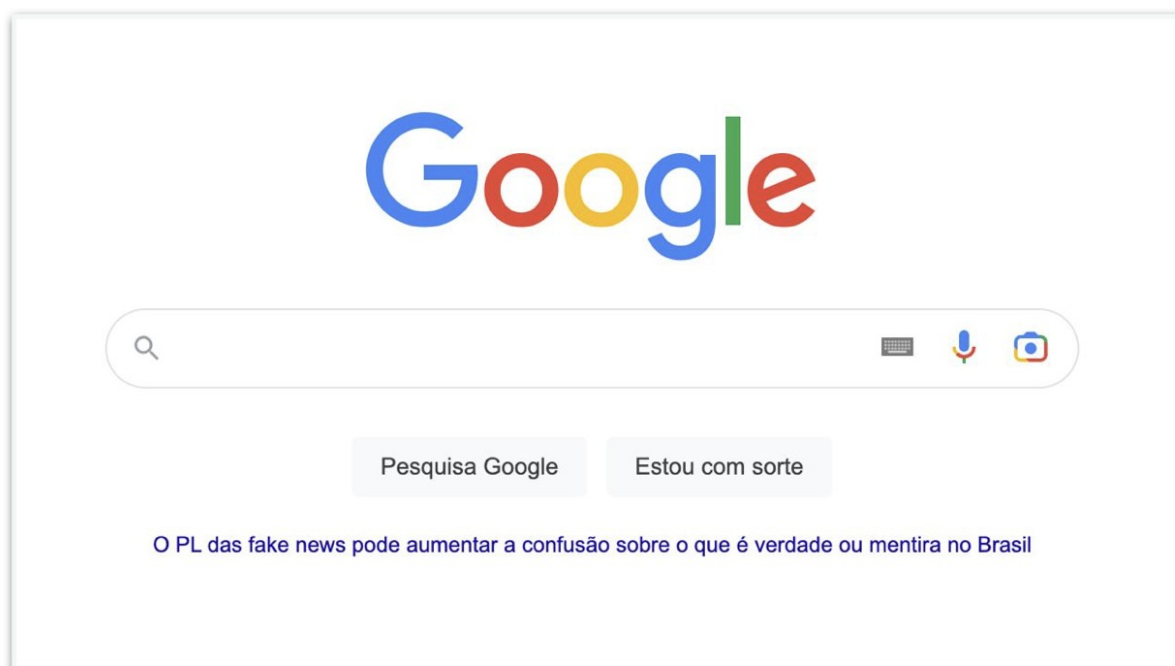 Google
Pesquisa Google
Estou com sorte
O PL das fake news pode aumentar a confusão sobre o que é verdade ou mentira no Brasil